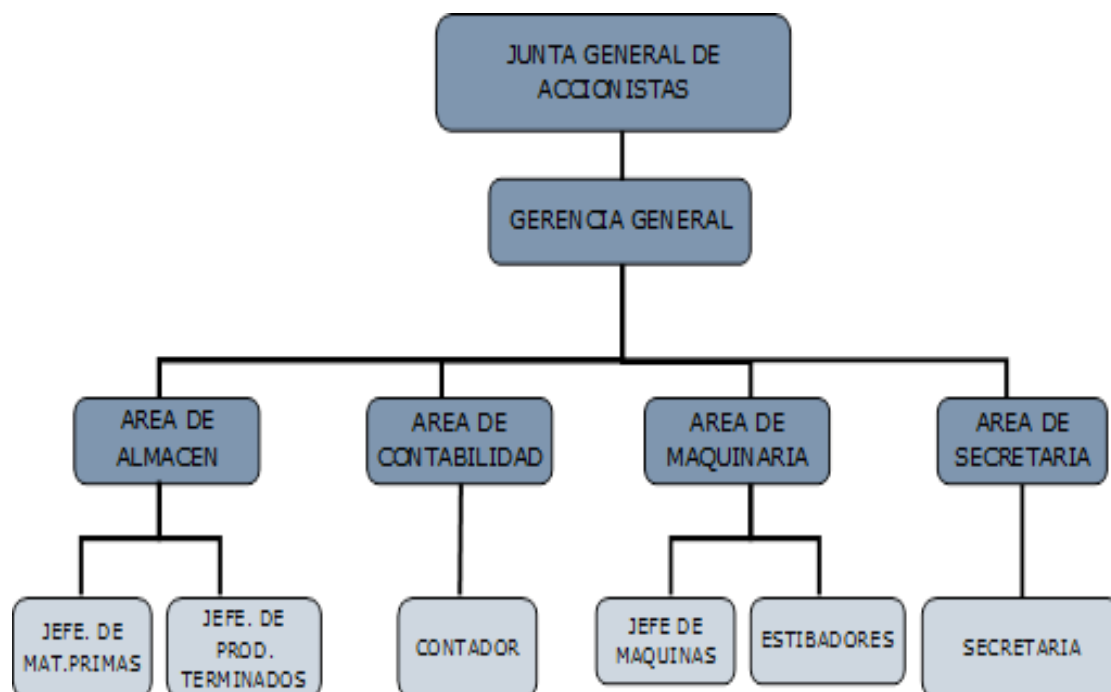 JUNTA GENERAL DE
ACCIONISTAS
GERENCIA GENERAL
AREA DE
ALMACEN
AREA DE
CONTABILIDAD
AREA DE
MAQUINARIA
AREA DE
SECRETARIA
JEFE. DE
MAT.PRIMAS
JEFE. DE
PROD.
TERMINADOS
CONTADOR
JEFE DE
MAQUINAS
ESTIBADORES
SECRETARIA